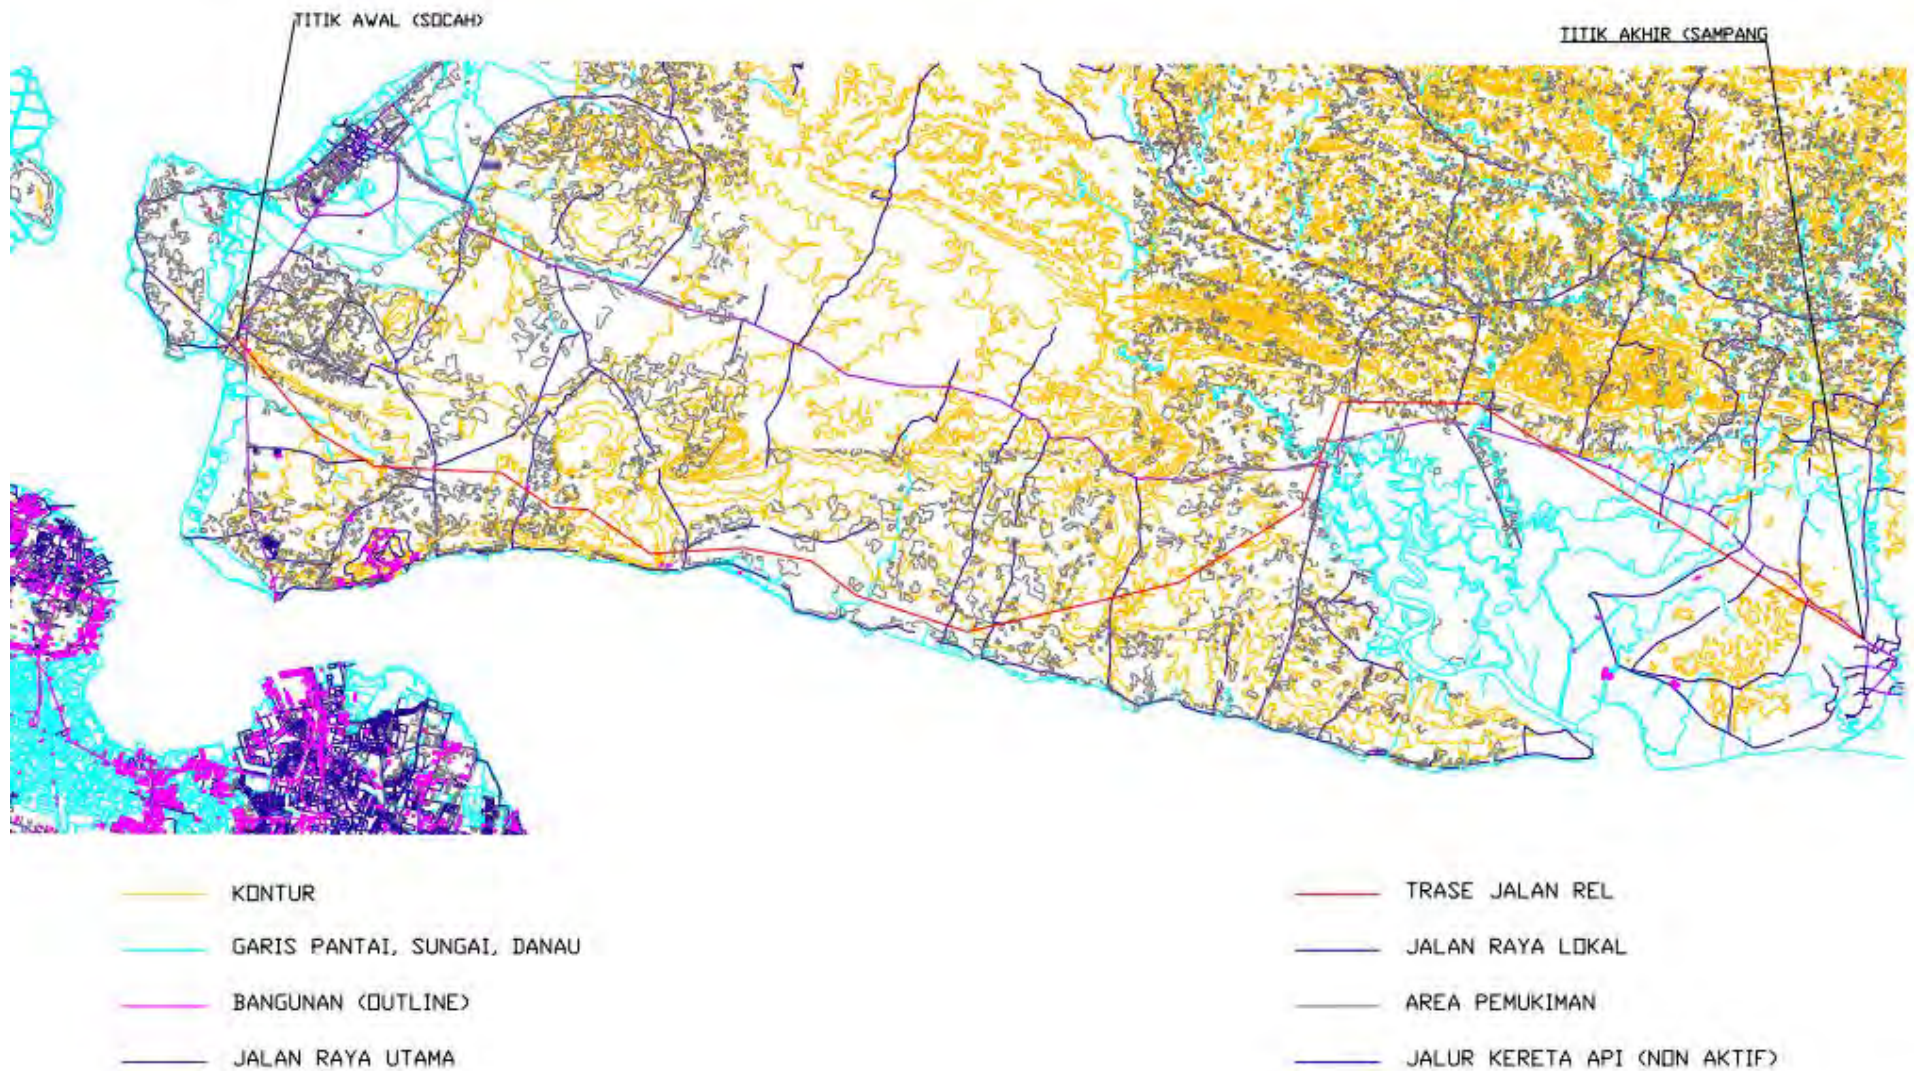 TITIK AWAL (SOCAH)
TITIK AKHIR (SAMPANG
KONTUR
GARIS PANTAI, SUNGAI, DANAU
BANGUNAN (OUTLINE)
JALAN RAYA UTAMA
TRASE JALAN REL
JALAN RAYA LOKAL
AREA PEMUKIMAN
JALUR KERETA API (NON AKTIF)